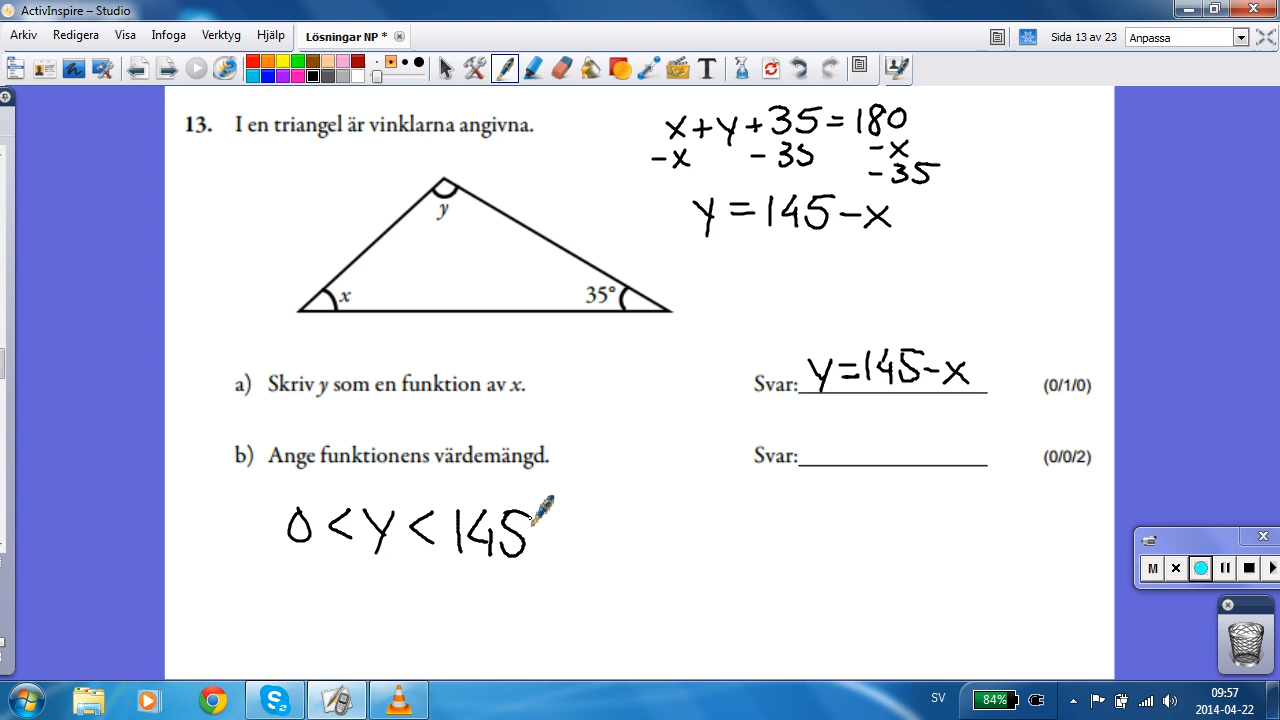 ActivInspire – Studio
Arkiv Redigera Visa Infoga Verktyg Hjälp Lösningar NP * Sida 13 av 23 Anpassa
13. I en triangel är vinklarna angivna.
x+y+35=180
-x -35 -x
-35
y=145-x
y
x 35°
a) Skriv y som en funktion av x. Svar: y=145-x (0/1/0)
b) Ange funktionens värdemängd. Svar: (0/0/2)
0<y<145
M
SV 84% 09:57
2014-04-22